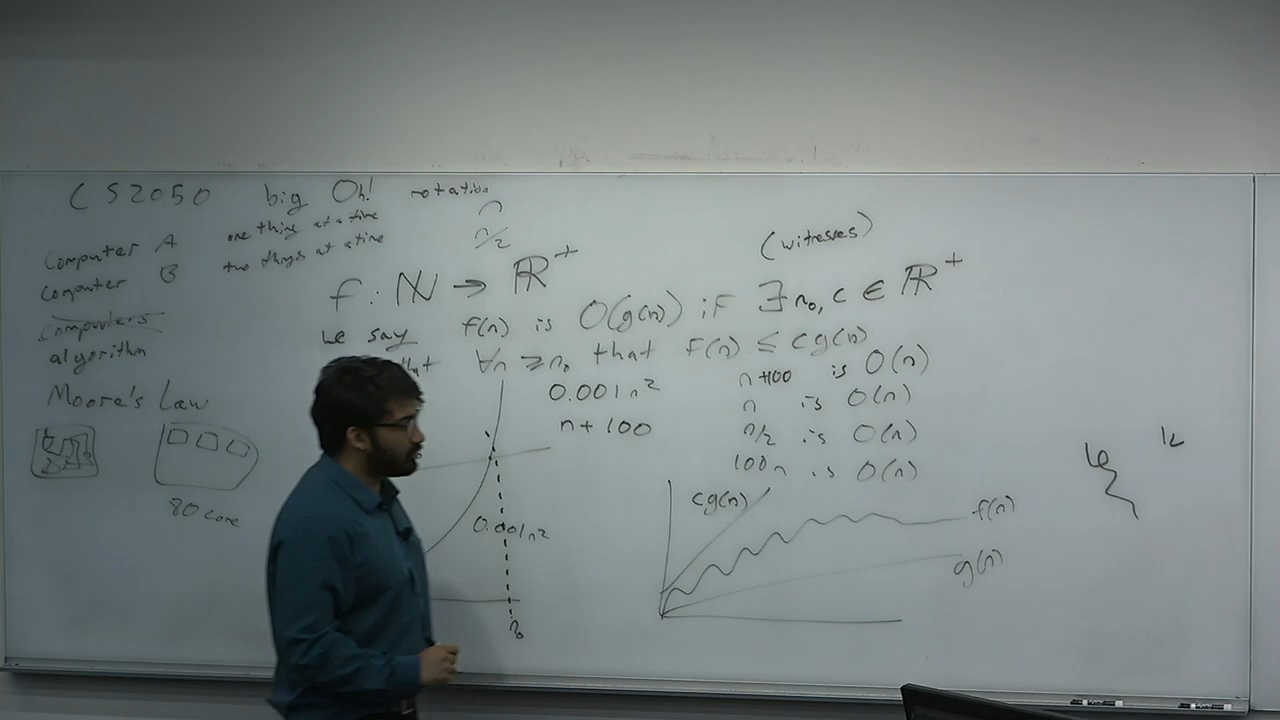 CS2050 big Oh! notation
Computer A one thing at a time
Computer B two things at a time
n
n/2
(witnesses)
f: ℕ → ℝ⁺
computers
algorithm
we say f(n) is O(g(n)) if ∃ n₀, c ∈ ℝ⁺
∀n ≥ n₀ that f(n) ≤ cg(n)
Moore's Law
80 core
0.001n²
n+100
n+100 is O(n)
n is O(n)
n/2 is O(n)
100n is O(n)
0.001n²
n₀
cg(n)
f(n)
g(n)